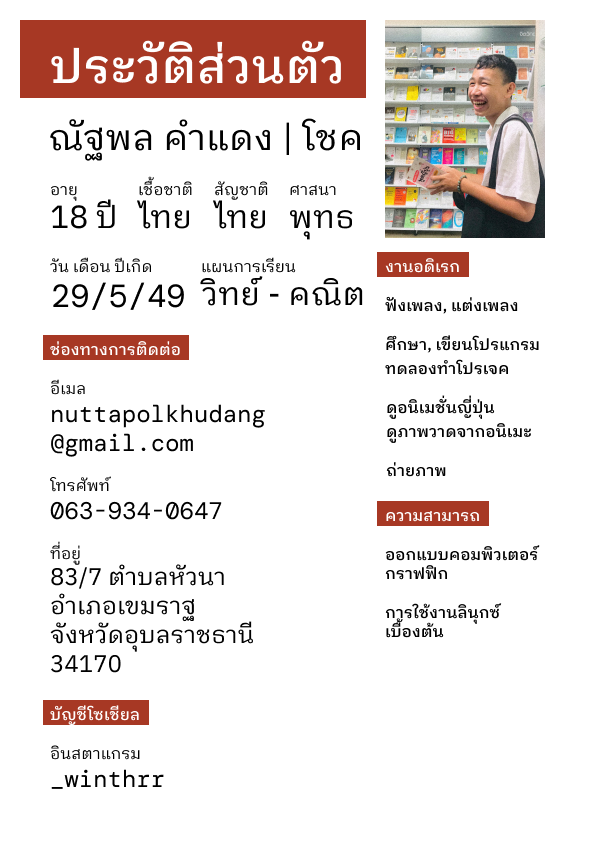 ประวัติส่วนตัว
ณัฐพล คำแดง | โชค
อายุ เชื้อชาติ สัญชาติ ศาสนา
18 ปี ไทย ไทย พุทธ
วัน เดือน ปีเกิด แผนการเรียน
29/5/49 วิทย์ - คณิต
ช่องทางการติดต่อ
อีเมล
nuttapolkhudang
@gmail.com
โทรศัพท์
063-934-0647
ที่อยู่
83/7 ตำบลหัวนา
อำเภอเขมราฐ
จังหวัดอุบลราชธานี
34170
บัญชีโซเชียล
อินสตาแกรม
_winthrr
งานอดิเรก
ฟังเพลง, แต่งเพลง
ศึกษา, เขียนโปรแกรม
ทดลองทำโปรเจค
ดูอนิเมชั่นญี่ปุ่น
ดูภาพวาดจากอนิเมะ
ถ่ายภาพ
ความสามารถ
ออกแบบคอมพิวเตอร์
กราฟฟิก
การใช้งานลินุกซ์
เบื้องต้น